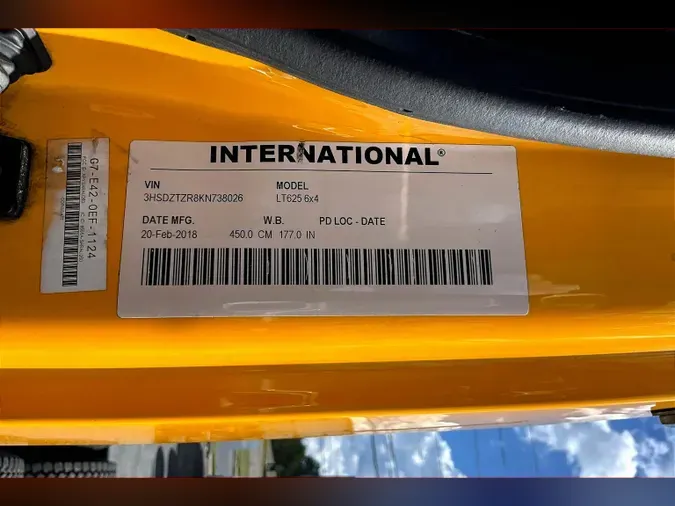 INTERNATIONAL®
VIN MODEL
3HSDZTZR8KN738026 LT625 6x4
DATE MFG. W.B. PD LOC - DATE
20-Feb-2018 450.0 CM 177.0 IN
G7-E42-0EF-1124